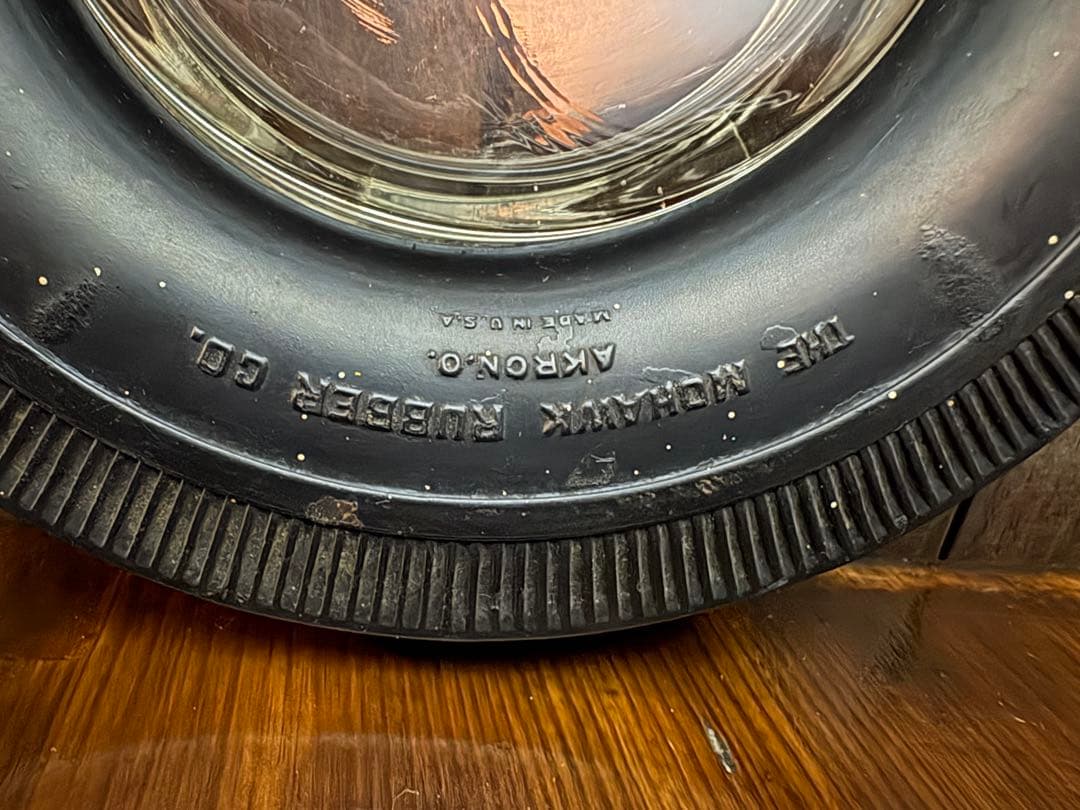 THE MOHAWK RUBBER CO.
AKRON, O.
MADE IN U.S.A